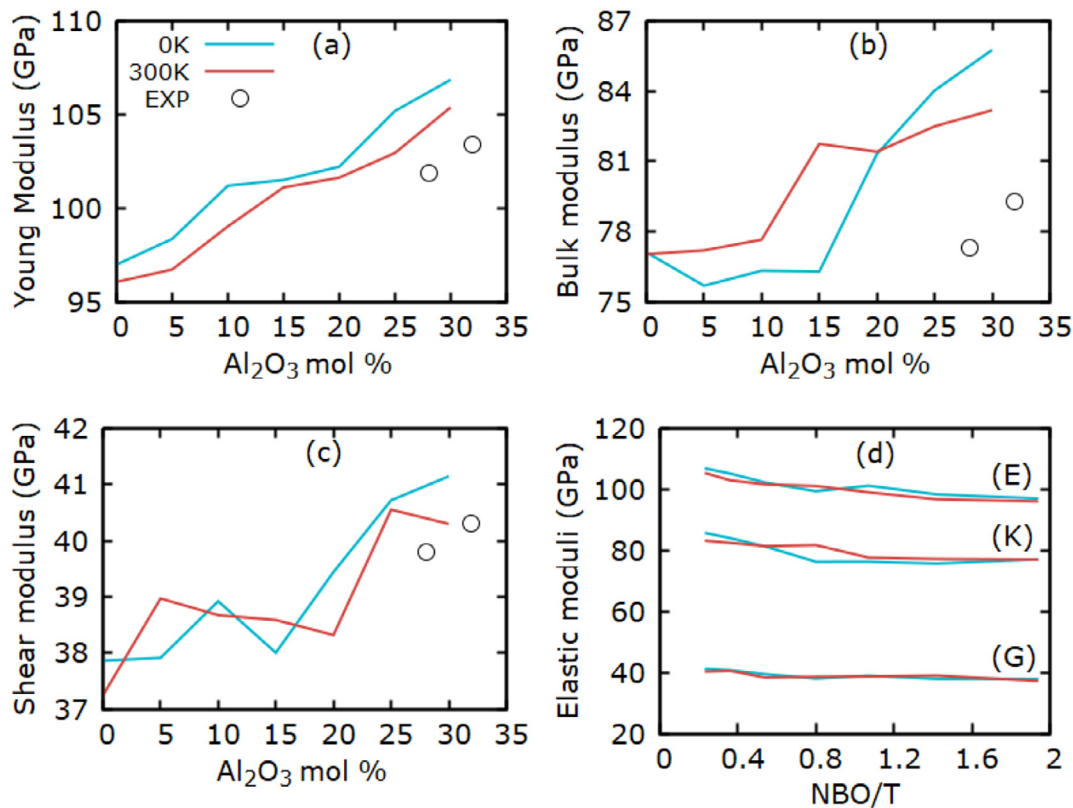 110
105
100
95
Young Modulus (GPa)
0K
300K
EXP
(a)
0 5 10 15 20 25 30 35
Al₂O₃ mol %
87
84
81
78
75
Bulk modulus (GPa)
(b)
0 5 10 15 20 25 30 35
Al₂O₃ mol %
42
41
40
39
38
37
Shear modulus (GPa)
(c)
0 5 10 15 20 25 30 35
Al₂O₃ mol %
120
100
80
60
40
20
Elastic moduli (GPa)
(d)
(E)
(K)
(G)
0 0.4 0.8 1.2 1.6 2
NBO/T